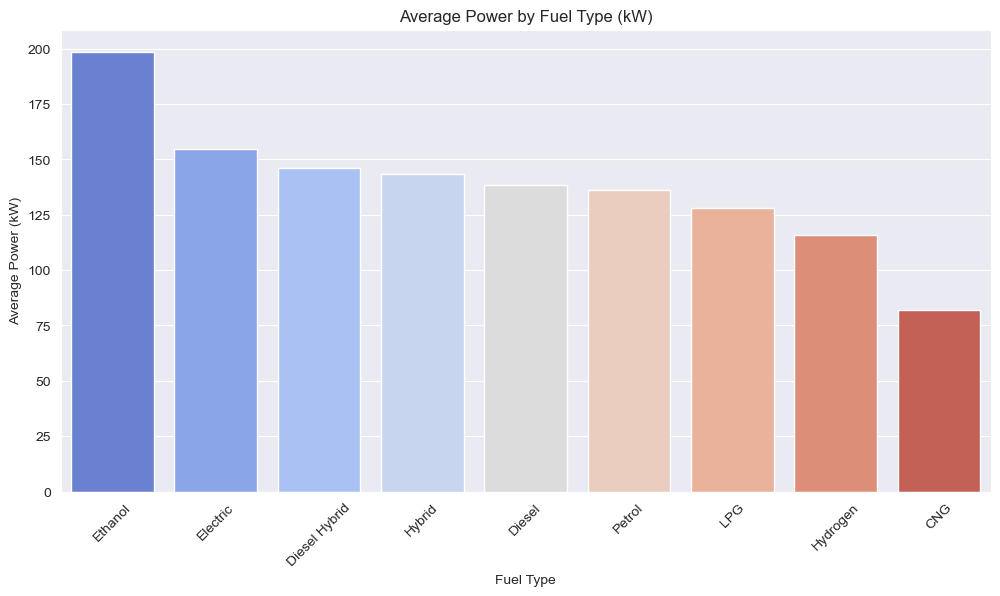 Average Power by Fuel Type (kW)
Average Power (kW)
200
175
150
125
100
75
50
25
0
Ethanol
Electric
Diesel Hybrid
Hybrid
Diesel
Petrol
LPG
Hydrogen
CNG
Fuel Type